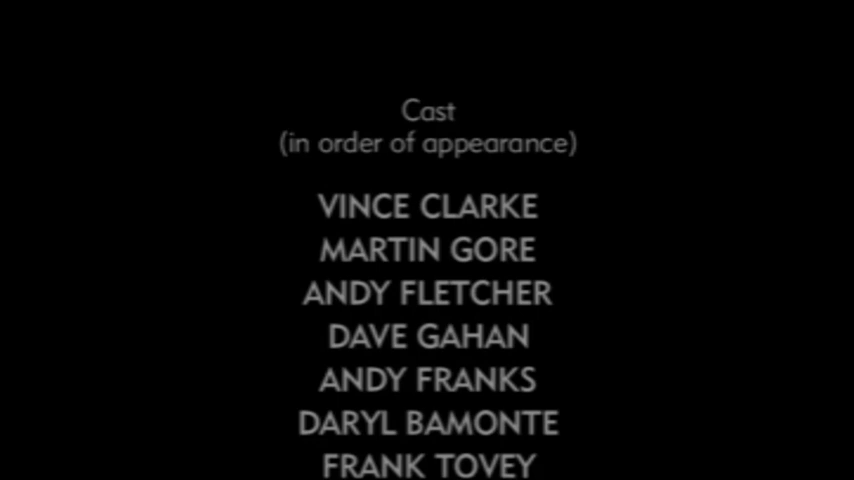 Cast
(in order of appearance)
VINCE CLARKE
MARTIN GORE
ANDY FLETCHER
DAVE GAHAN
ANDY FRANKS
DARYL BAMONTE
FRANK TOVEY